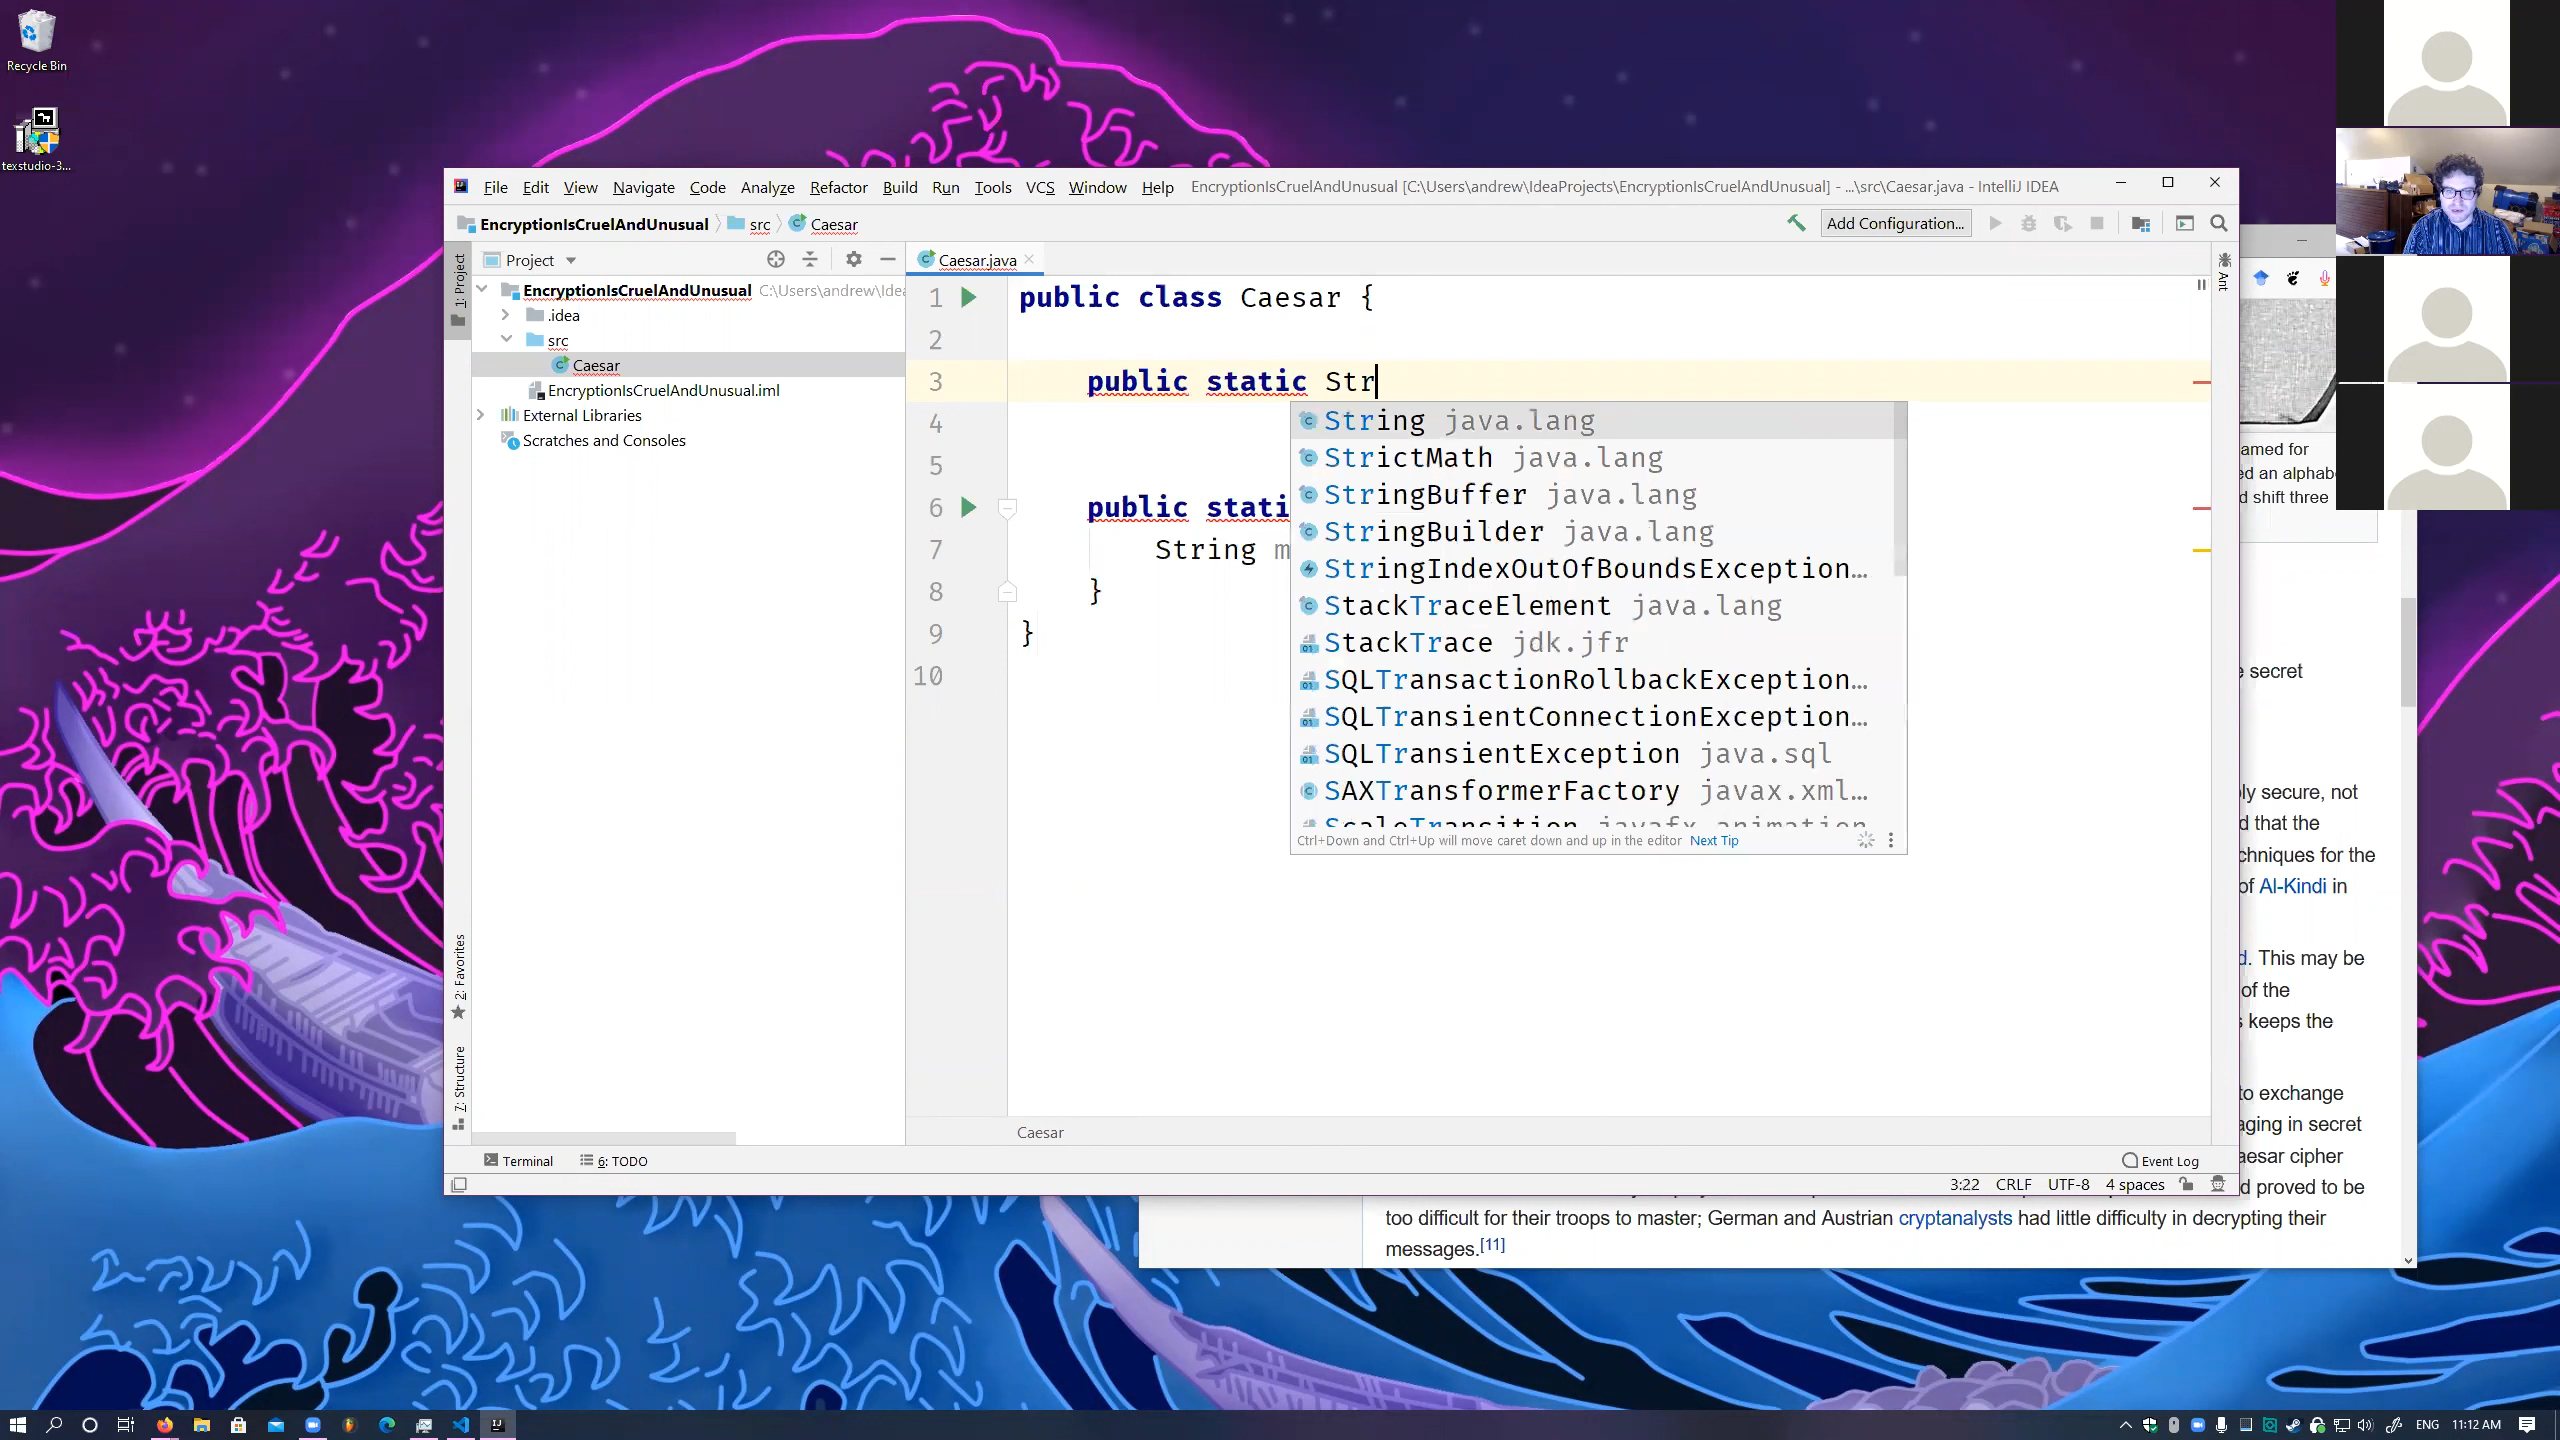 Recycle Bin
texstudio-3...
File Edit View Navigate Code Analyze Refactor Build Run Tools VCS Window Help EncryptionIsCruelAndUnusual [C:\Users\andrew\IdeaProjects\EncryptionIsCruelAndUnusual] - ...\src\Caesar.java - IntelliJ IDEA
EncryptionIsCruelAndUnusual src Caesar Add Configuration...
1: Project
Project
EncryptionIsCruelAndUnusual C:\Users\andrew\Idea
.idea
src
Caesar
EncryptionIsCruelAndUnusual.iml
External Libraries
Scratches and Consoles
2: Favorites
7: Structure
Caesar.java
Ant
1 public class Caesar {
2
3 public static Str
4
5
6 public stati
7 String m
8 }
9 }
10
String java.lang
StrictMath java.lang
StringBuffer java.lang
StringBuilder java.lang
StringIndexOutOfBoundsException…
StackTraceElement java.lang
StackTrace jdk.jfr
SQLTransactionRollbackException…
SQLTransientConnectionException…
SQLTransientException java.sql
SAXTransformerFactory javax.xml…
ScaleTransition javafx.animation
Ctrl+Down and Ctrl+Up will move caret down and up in the editor Next Tip
Caesar
Terminal 6: TODO Event Log
3:22 CRLF UTF-8 4 spaces
amed for
ed an alphab
d shift three
e secret
ly secure, not
d that the
chniques for the
of Al-Kindi in
d. This may be
of the
s keeps the
to exchange
aging in secret
aesar cipher
d proved to be
too difficult for their troops to master; German and Austrian cryptanalysts had little difficulty in decrypting their
messages.[11]
ENG 11:12 AM